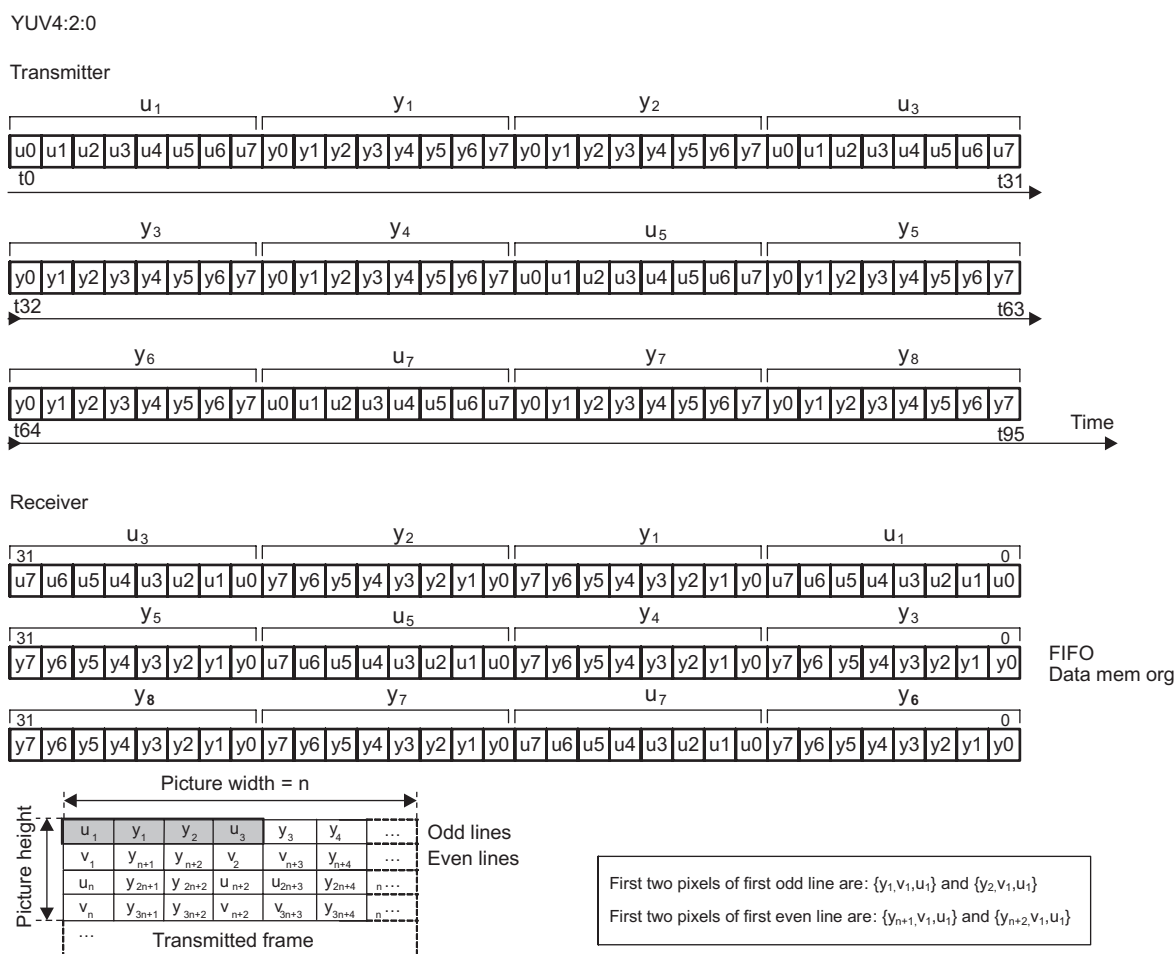 YUV4:2:0
Transmitter
u1 y1 y2 u3
u0 u1 u2 u3 u4 u5 u6 u7 y0 y1 y2 y3 y4 y5 y6 y7 y0 y1 y2 y3 y4 y5 y6 y7 u0 u1 u2 u3 u4 u5 u6 u7
t0 t31
y3 y4 u5 y5
y0 y1 y2 y3 y4 y5 y6 y7 y0 y1 y2 y3 y4 y5 y6 y7 u0 u1 u2 u3 u4 u5 u6 u7 y0 y1 y2 y3 y4 y5 y6 y7
t32 t63
y6 u7 y7 y8
y0 y1 y2 y3 y4 y5 y6 y7 u0 u1 u2 u3 u4 u5 u6 u7 y0 y1 y2 y3 y4 y5 y6 y7 y0 y1 y2 y3 y4 y5 y6 y7
t64 t95 Time
Receiver
u3 y2 y1 u1
31 0
u7 u6 u5 u4 u3 u2 u1 u0 y7 y6 y5 y4 y3 y2 y1 y0 y7 y6 y5 y4 y3 y2 y1 y0 u7 u6 u5 u4 u3 u2 u1 u0
y5 u5 y4 y3
31 0
y7 y6 y5 y4 y3 y2 y1 y0 u7 u6 u5 u4 u3 u2 u1 u0 y7 y6 y5 y4 y3 y2 y1 y0 y7 y6 y5 y4 y3 y2 y1 y0
FIFO
Data mem org
y8 y7 u7 y6
31 0
y7 y6 y5 y4 y3 y2 y1 y0 y7 y6 y5 y4 y3 y2 y1 y0 u7 u6 u5 u4 u3 u2 u1 u0 y7 y6 y5 y4 y3 y2 y1 y0
Picture width = n
Picture height
u1 y1 y2 u3 y3 y4 ... Odd lines
v1 yn+1 yn+2 v2 vn+3 yn+4 Even lines
un y2n+1 y2n+2 un+2 u2n+3 y2n+4 n ...
vn y3n+1 y3n+2 vn+2 v3n+3 y3n+4 n ...
... Transmitted frame
First two pixels of first odd line are: {y1,v1,u1} and {y2,v1,u1}
First two pixels of first even line are: {yn+1,v1,u1} and {yn+2,v1,u1}